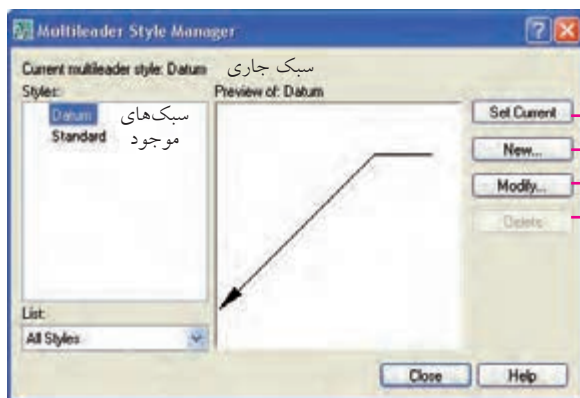 Multileader Style Manager
Current multileader style: Datum سبک جاری
Styles:
Preview of: Datum
Datum
Standard
سبک‌های
موجود
Set Current
New...
Modify...
Delete
List:
All Styles
Close
Help